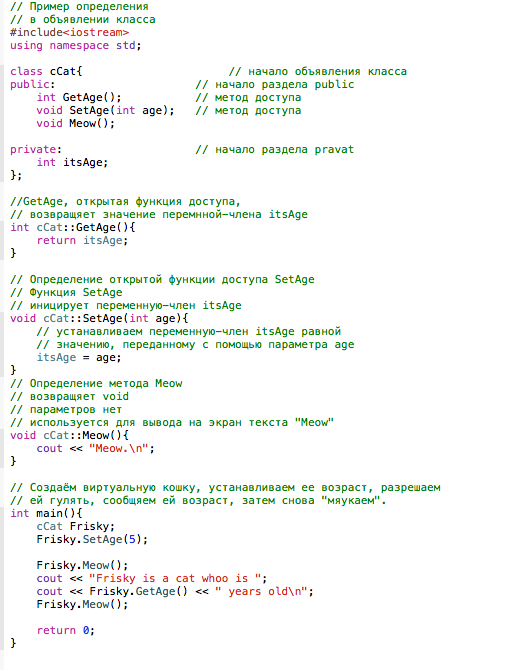 // Пример определения
// в объявлении класса
#include<iostream>
using namespace std;
class cCat{ // начало объявления класса
public: // начало раздела public
int GetAge(); // метод доступа
void SetAge(int age); // метод доступа
void Meow();
private: // начало раздела pravat
int itsAge;
};
//GetAge, открытая функция доступа,
// возвращяет значение перемнной-члена itsAge
int cCat::GetAge(){
return itsAge;
}
// Определение открытой функции доступа SetAge
// Функция SetAge
// иницирует переменную-член itsAge
void cCat::SetAge(int age){
// устанавливаем переменную-член itsAge равной
// значению, переданному с помощью параметра age
itsAge = age;
}
// Определение метода Meow
// возвращяет void
// параметров нет
// используется для вывода на экран текста "Meow"
void cCat::Meow(){
cout << "Meow.\n";
}
// Создаём виртуальную кошку, устанавливаем ее возраст, разрешаем
// ей гулять, сообщяем ей возраст, затем снова "мяукаем".
int main(){
cCat Frisky;
Frisky.SetAge(5);
Frisky.Meow();
cout << "Frisky is a cat whoo is ";
cout << Frisky.GetAge() << " years old\n";
Frisky.Meow();
return 0;
}